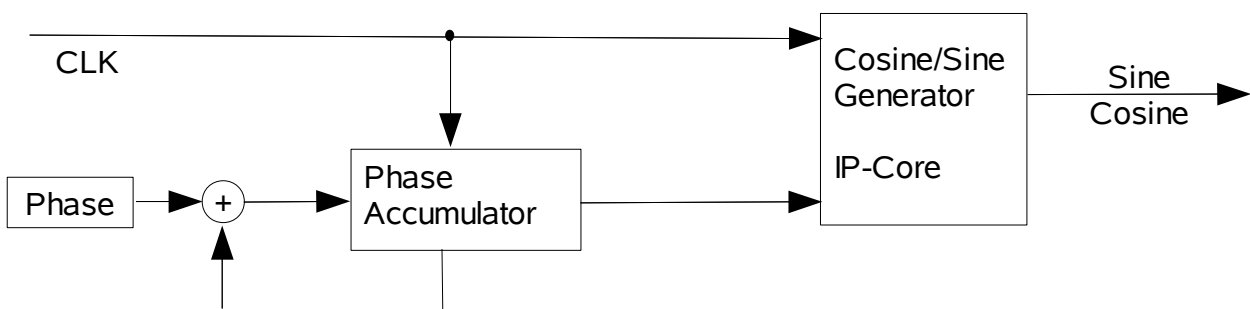 CLK
Cosine/Sine
Generator
IP-Core
Sine
Cosine
Phase
+
Phase
Accumulator